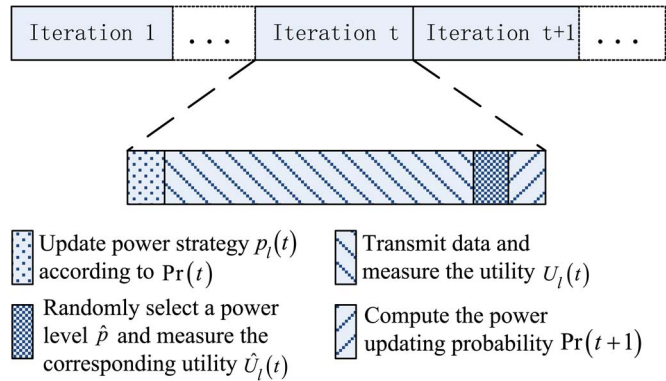 Iteration 1 ... Iteration t Iteration t+1 ...
Update power strategy p_l(t)
according to Pr(t)
Transmit data and
measure the utility U_l(t)
Randomly select a power
level p̂ and measure the
corresponding utility Û_l(t)
Compute the power
updating probability Pr(t+1)